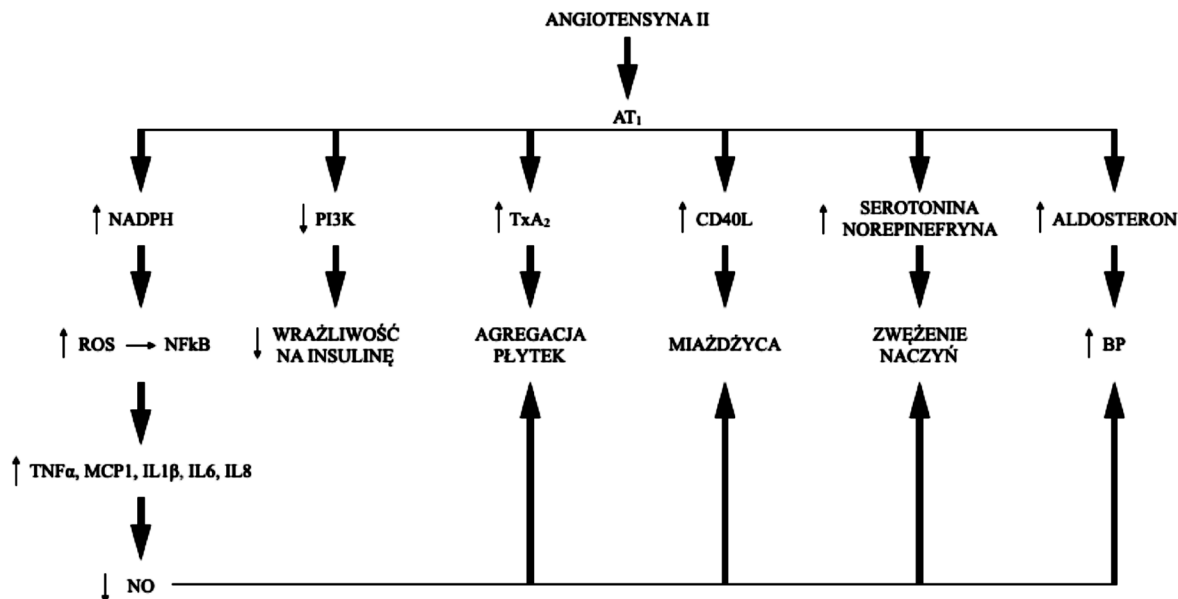 ANGIOTENSYNA II
AT₁
↑ NADPH
↓ PI3K
↑ TxA₂
↑ CD40L
↑ SEROTONINA
NOREPINEFRYNA
↑ ALDOSTERON
↑ ROS → NFkB
↓ WRAŻLIWOŚĆ
NA INSULINĘ
AGREGACJA
PŁYTEK
MIAŻDŻYCA
ZWĘŻENIE
NACZYŃ
↑ BP
↑ TNFα, MCP1, IL1β, IL6, IL8
↓ NO